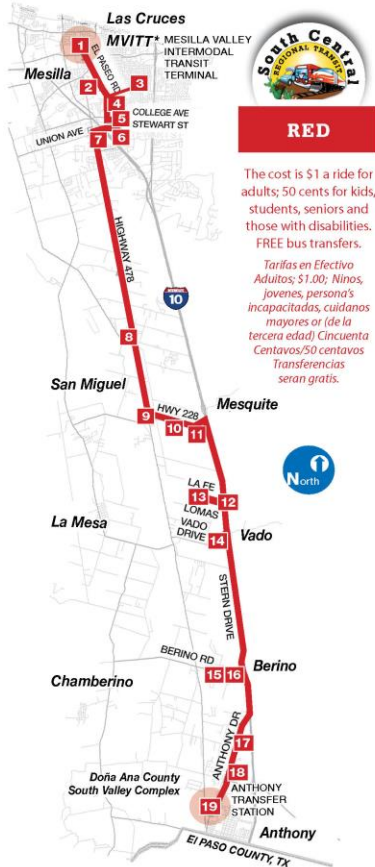 Las Cruces
MVITT* MESILLA VALLEY
INTERMODAL
TRANSIT
TERMINAL
South Central
REGIONAL TRANSIT
RED
The cost is $1 a ride for
adults; 50 cents for kids,
students, seniors and
those with disabilities.
FREE bus transfers.
Tarifas en Efectivo
Aduitos; $1.00; Ninos,
jovenes, persona's
incapacitadas, cuidanos
mayores or (de la
tercera edad) Cincuenta
Centavos/50 centavos
Transferencias
seran gratis.
North
1
EL PASEO RD
Mesilla
2
3
4
COLLEGE AVE
5
STEWART ST
UNION AVE
7
6
HIGHWAY 478
INTERSTATE
10
8
San Miguel
Mesquite
9
HWY 228
10
11
LA FE
13
12
LOMAS
La Mesa
VADO
DRIVE
14
Vado
STERN DRIVE
BERINO RD
Berino
15
16
Chamberino
ANTHONY DR
17
18
Doña Ana County
South Valley Complex
ANTHONY
TRANSFER
STATION
19
Anthony
El PASO COUNTY, TX